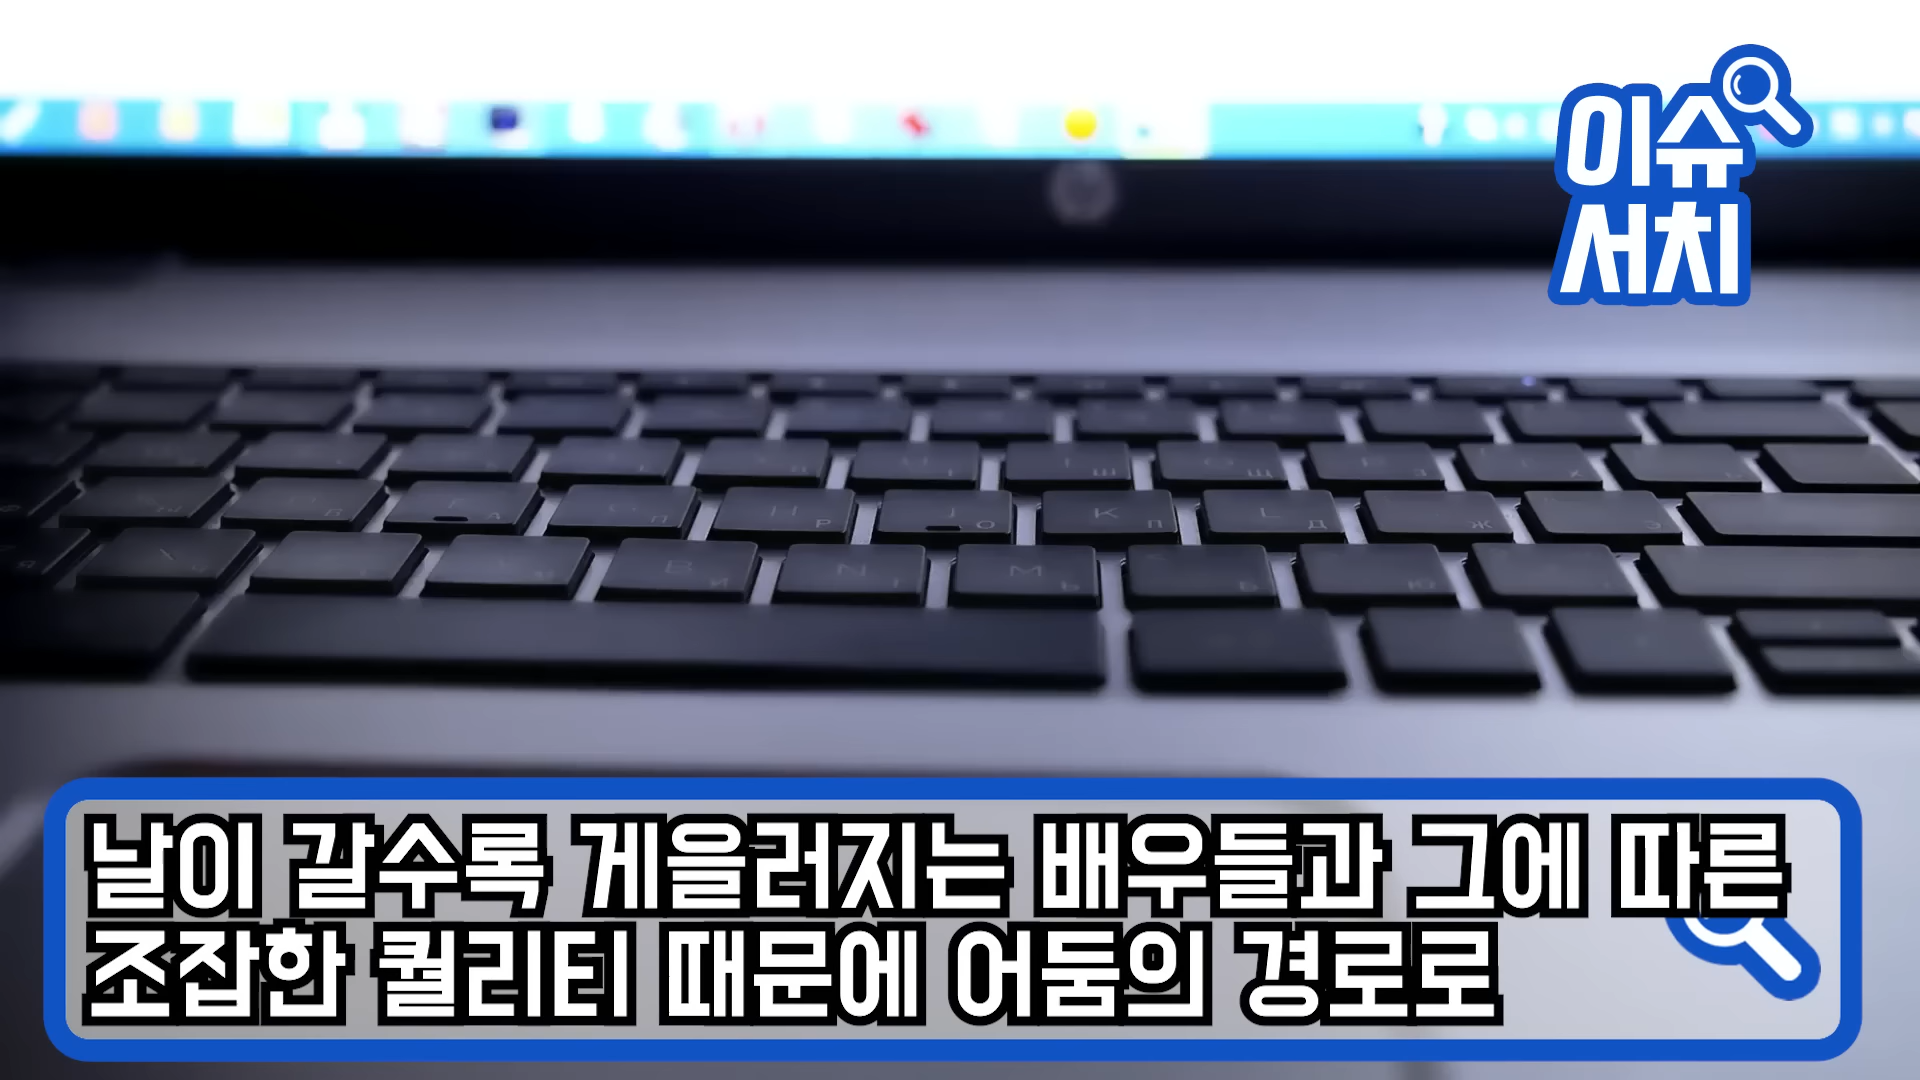 이슈
서치
날이 갈수록 게을러지는 배우들과 그에 따른
조잡한 퀄리티 때문에 어둠의 경로로